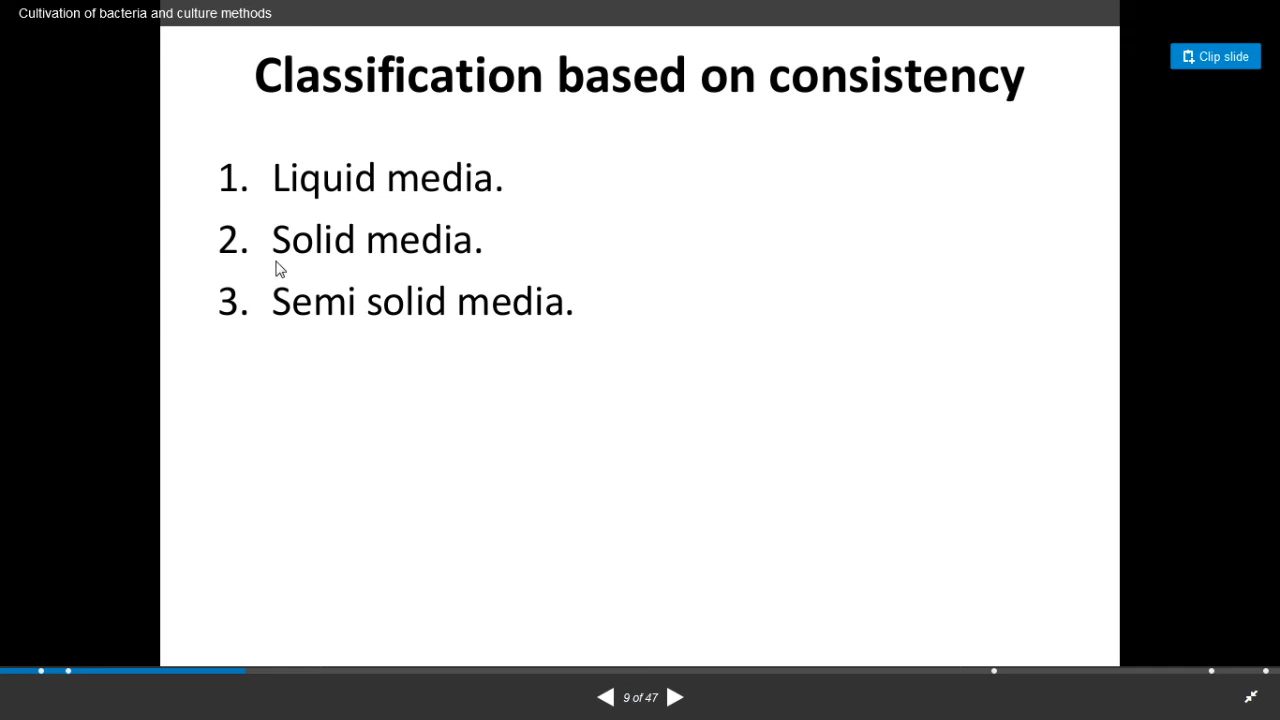 Cultivation of bacteria and culture methods
Clip slide
Classification based on consistency
1. Liquid media.
2. Solid media.
3. Semi solid media.
9 of 47